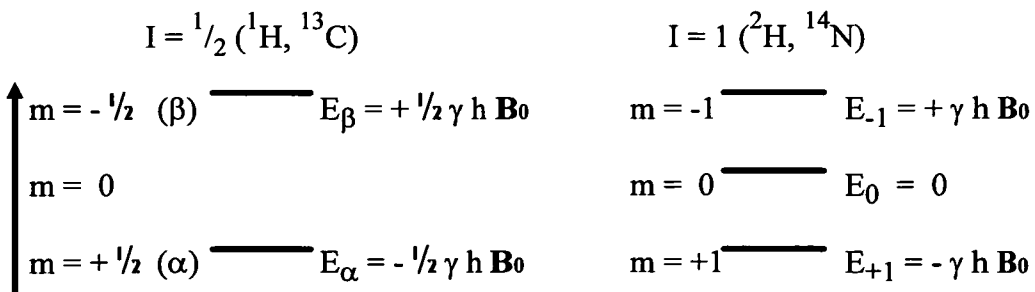 I = 1/2 (¹H, ¹³C) I = 1 (²H, ¹⁴N)
m = - 1/2 (β) Eβ = + 1/2 γ h B₀ m = -1 E₋₁ = + γ h B₀
m = 0 m = 0 E₀ = 0
m = + 1/2 (α) Eα = - 1/2 γ h B₀ m = +1 E₊₁ = - γ h B₀